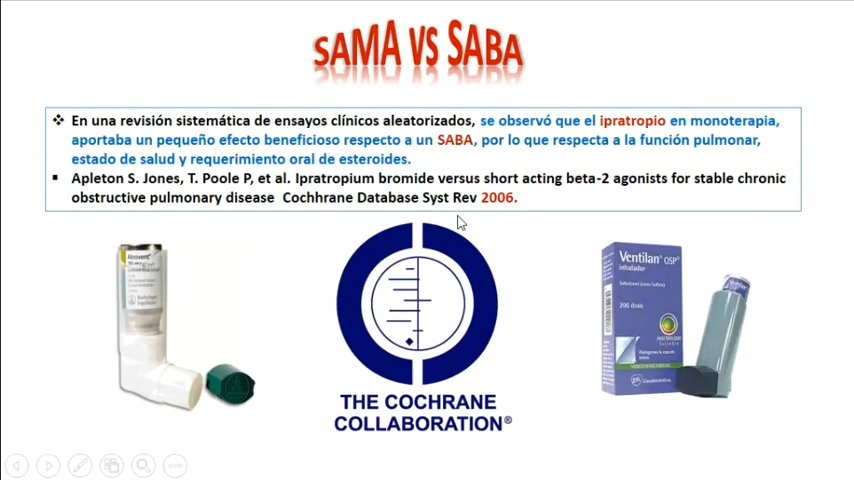 SAMA VS SABA
❖ En una revisión sistemática de ensayos clínicos aleatorizados, se observó que el ipratropio en monoterapia,
aportaba un pequeño efecto beneficioso respecto a un SABA, por lo que respecta a la función pulmonar,
estado de salud y requerimiento oral de esteroides.
▪ Apleton S. Jones, T. Poole P, et al. Ipratropium bromide versus short acting beta-2 agonists for stable chronic
obstructive pulmonary disease Cochhrane Database Syst Rev 2006.
Atrovent®
Ventilan® OSP®
inhalador
200 dosis
Ventilan
THE COCHRANE
COLLABORATION®